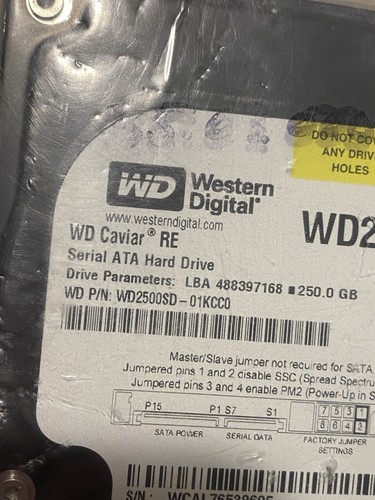 DO NOT COV
ANY DRIV
HOLES
WD
Western
Digital®
www.westerndigital.com
WD2
WD Caviar® RE
Serial ATA Hard Drive
Drive Parameters: LBA 488397168 ■ 250.0 GB
WD P/N: WD2500SD-01KCC0
Master/Slave jumper not required for SATA.
Jumpered pins 1 and 2 disable SSC (Spread Spectru
Jumpered pins 3 and 4 enable PM2 (Power-Up in S
P15 P1 S7 S1
7 5 3 1
8 6 4 2
SATA POWER SERIAL DATA FACTORY JUMPER
SETTINGS
S/N: